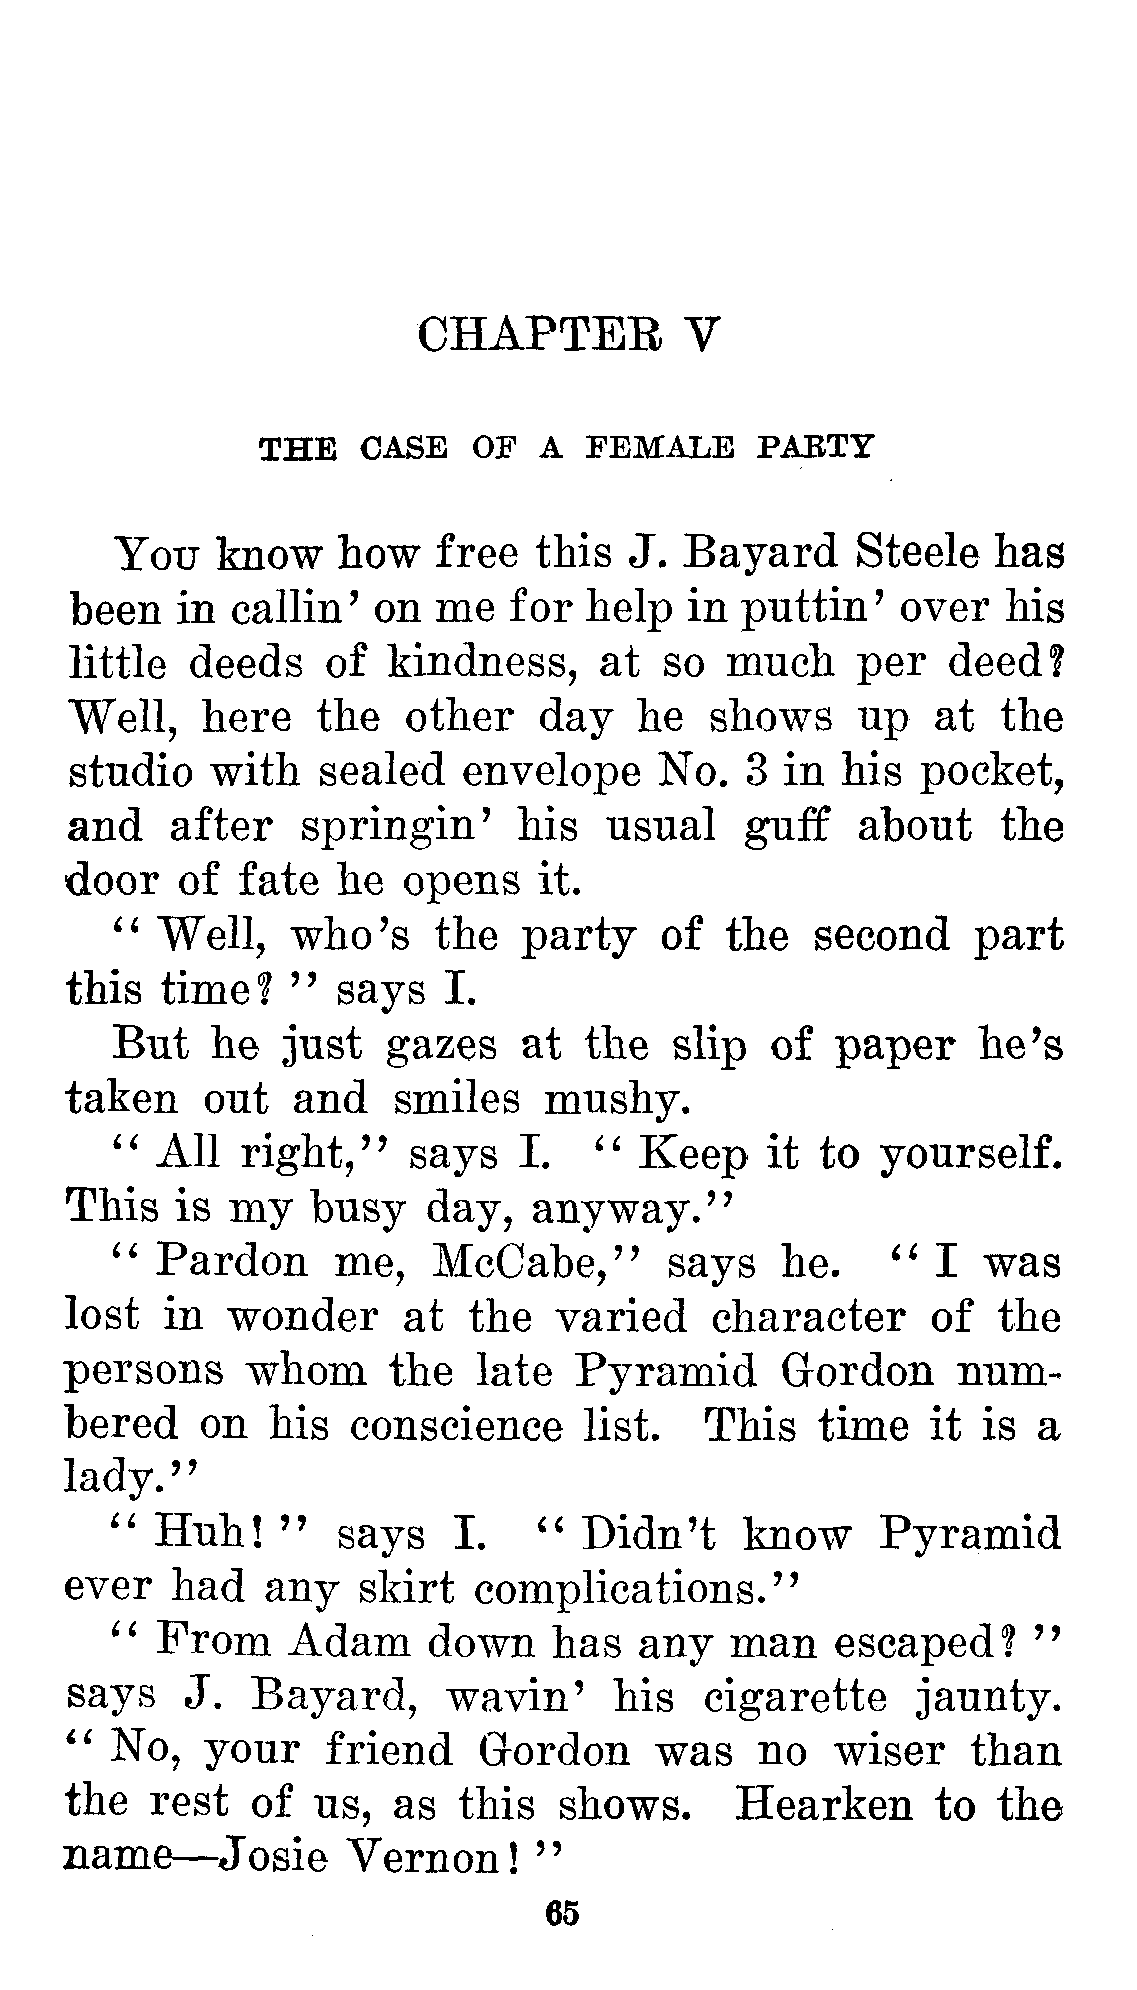 CHAPTER V
THE CASE OF A FEMALE PARTY
You know how free this J. Bayard Steele has
been in callin' on me for help in puttin' over his
little deeds of kindness, at so much per deed?
Well, here the other day he shows up at the
studio with sealed envelope No. 3 in his pocket,
and after springin' his usual guff about the
door of fate he opens it.
“ Well, who's the party of the second part
this time? ” says I.
But he just gazes at the slip of paper he's
taken out and smiles mushy.
“ All right,” says I. “ Keep it to yourself.
This is my busy day, anyway.”
“ Pardon me, McCabe,” says he. “ I was
lost in wonder at the varied character of the
persons whom the late Pyramid Gordon num-
bered on his conscience list. This time it is a
lady.”
“ Huh! ” says I. “ Didn't know Pyramid
ever had any skirt complications.”
“ From Adam down has any man escaped? ”
says J. Bayard, wavin' his cigarette jaunty.
“ No, your friend Gordon was no wiser than
the rest of us, as this shows. Hearken to the
name—Josie Vernon! ”
65